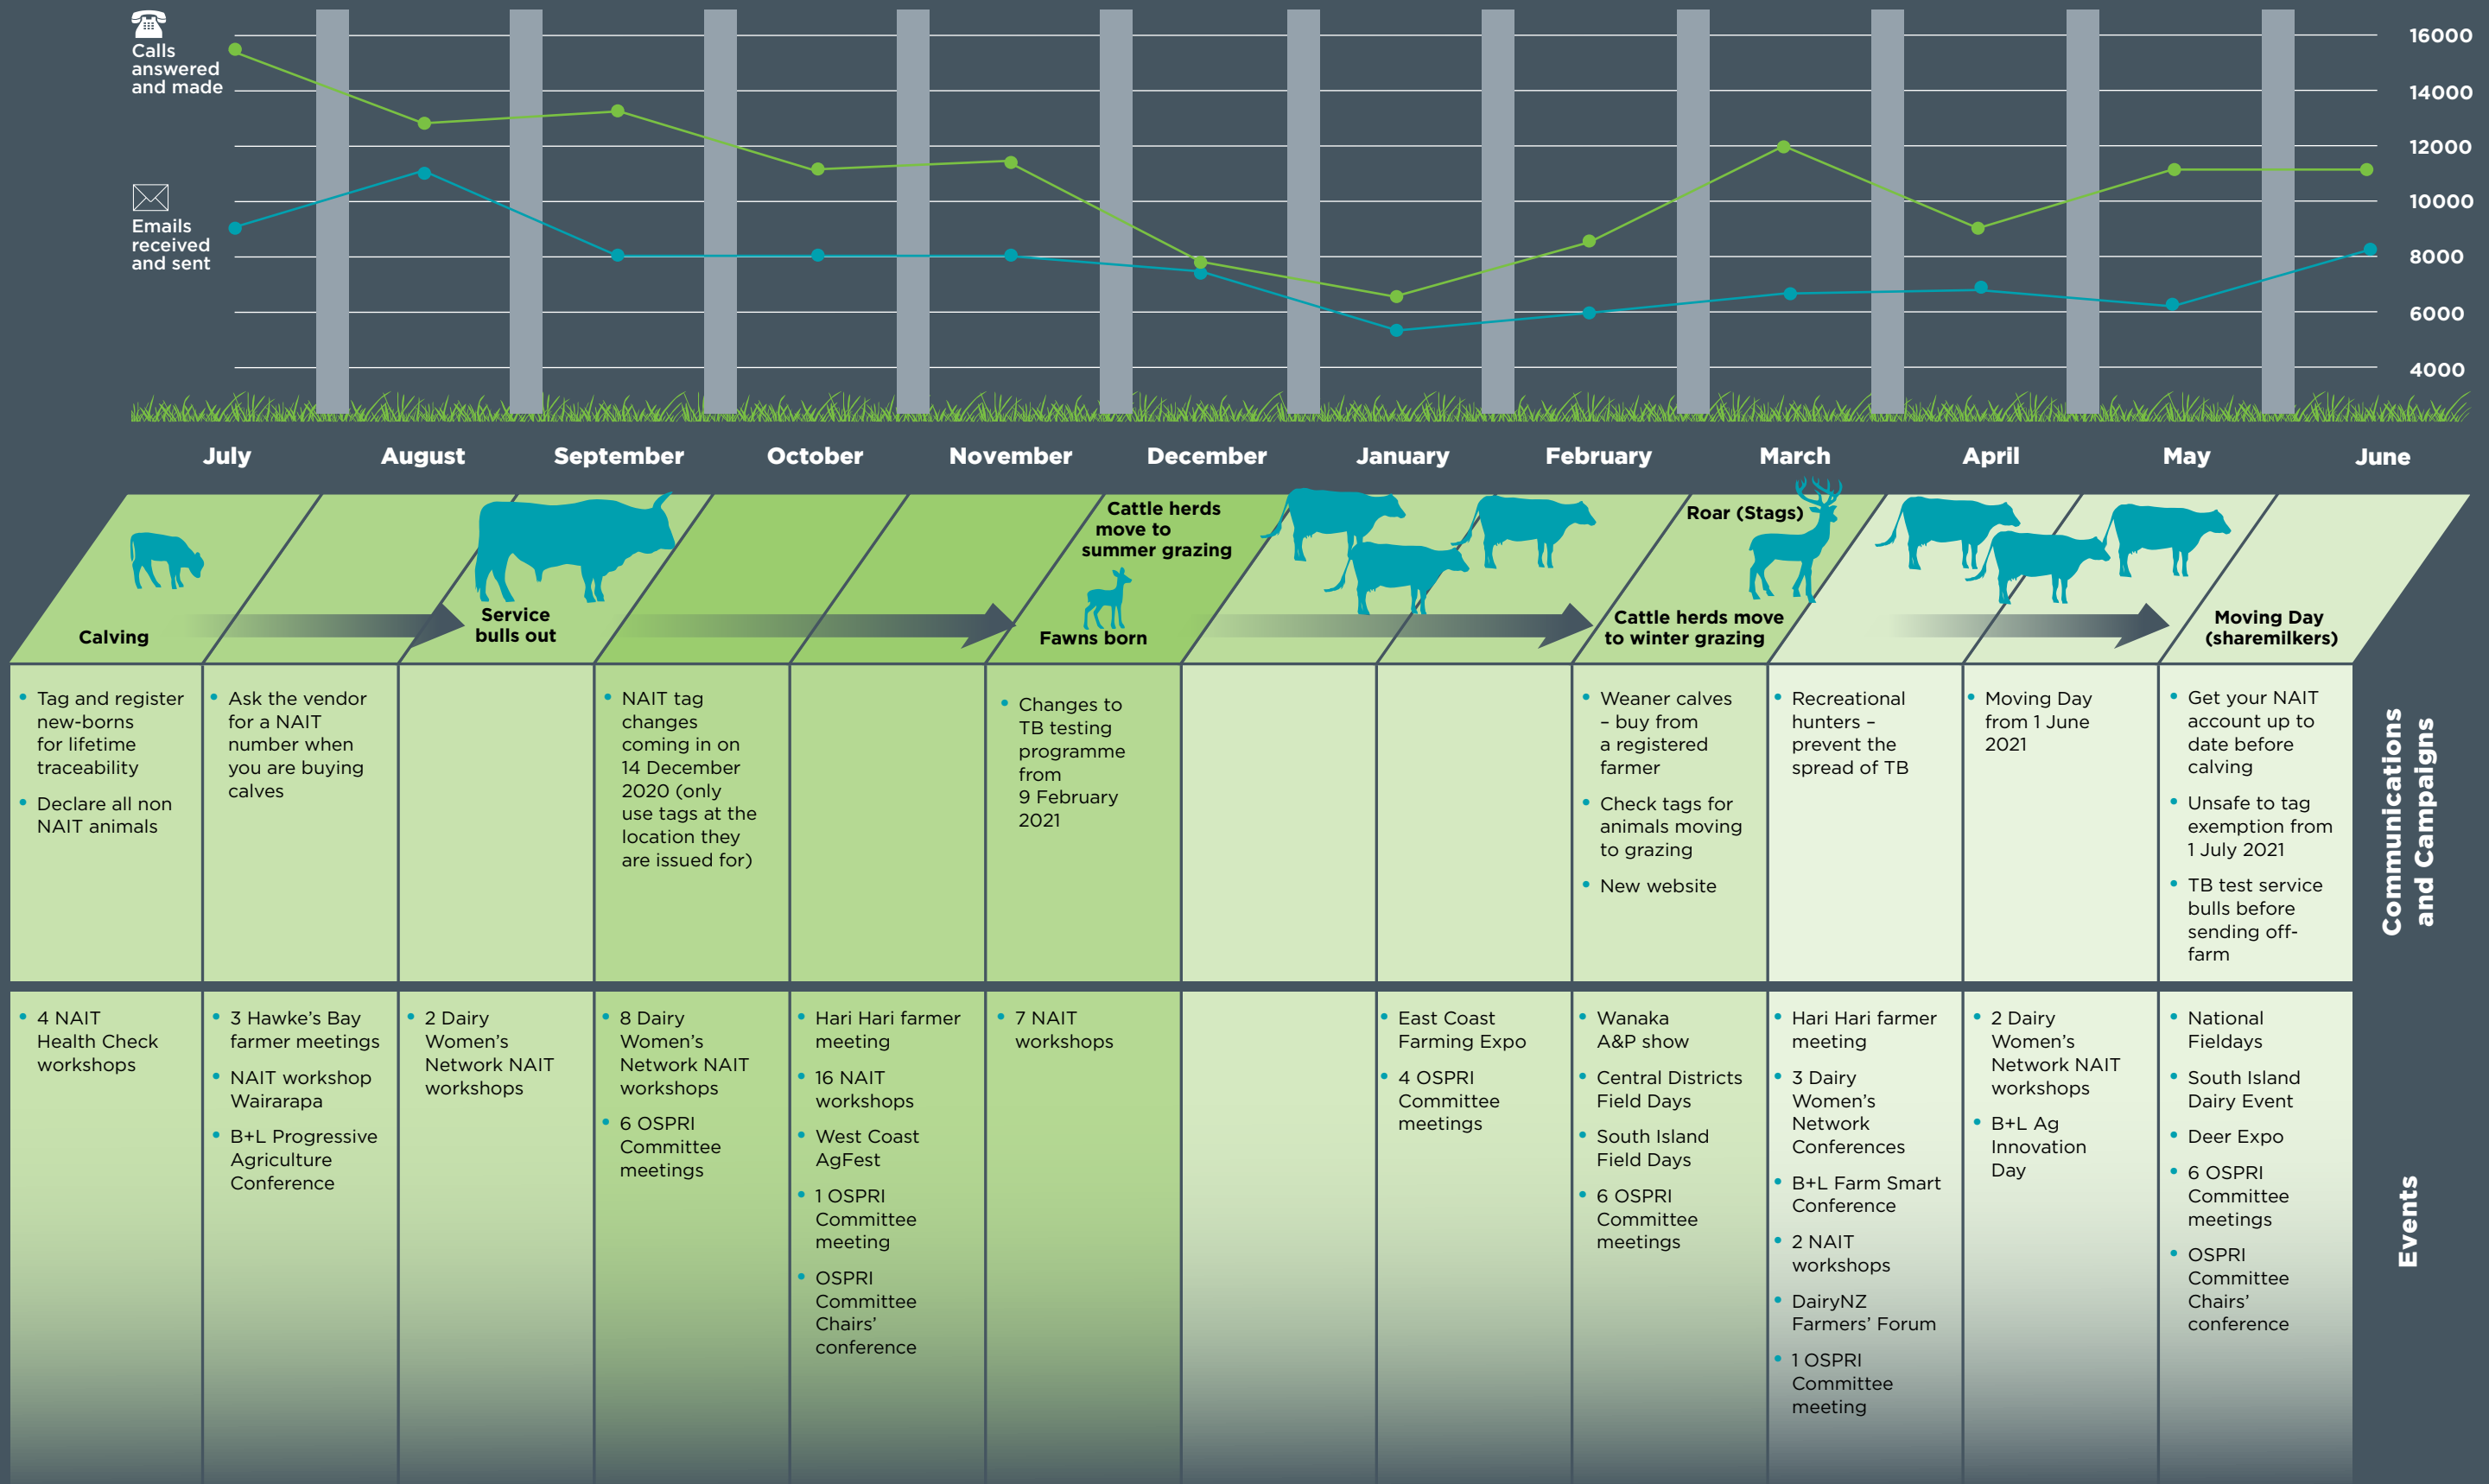 Calls
answered
and made
Emails
received
and sent
16000
14000
12000
10000
8000
6000
4000
July
August
September
October
November
December
January
February
March
April
May
June
Calving
Service
bulls out
Cattle herds
move to
summer grazing
Fawns born
Roar (Stags)
Cattle herds move
to winter grazing
Moving Day
(sharemilkers)
• Tag and register
new-borns
for lifetime
traceability
• Declare all non
NAIT animals
• Ask the vendor
for a NAIT
number when
you are buying
calves
• NAIT tag
changes
coming in on
14 December
2020 (only
use tags at the
location they
are issued for)
• Changes to
TB testing
programme
from
9 February
2021
• Weaner calves
– buy from
a registered
farmer
• Check tags for
animals moving
to grazing
• New website
• Recreational
hunters –
prevent the
spread of TB
• Moving Day
from 1 June
2021
• Get your NAIT
account up to
date before
calving
• Unsafe to tag
exemption from
1 July 2021
• TB test service
bulls before
sending off-
farm
Communications
and Campaigns
• 4 NAIT
Health Check
workshops
• 3 Hawke’s Bay
farmer meetings
• NAIT workshop
Wairarapa
• B+L Progressive
Agriculture
Conference
• 2 Dairy
Women’s
Network NAIT
workshops
• 8 Dairy
Women’s
Network NAIT
workshops
• 6 OSPRI
Committee
meetings
• Hari Hari farmer
meeting
• 16 NAIT
workshops
• West Coast
AgFest
• 1 OSPRI
Committee
meeting
• OSPRI
Committee
Chairs’
conference
• 7 NAIT
workshops
• East Coast
Farming Expo
• 4 OSPRI
Committee
meetings
• Wanaka
A&P show
• Central Districts
Field Days
• South Island
Field Days
• 6 OSPRI
Committee
meetings
• Hari Hari farmer
meeting
• 3 Dairy
Women’s
Network
Conferences
• B+L Farm Smart
Conference
• 2 NAIT
workshops
• DairyNZ
Farmers’ Forum
• 1 OSPRI
Committee
meeting
• 2 Dairy
Women’s
Network NAIT
workshops
• B+L Ag
Innovation
Day
• National
Fieldays
• South Island
Dairy Event
• Deer Expo
• 6 OSPRI
Committee
meetings
• OSPRI
Committee
Chairs’
conference
Events